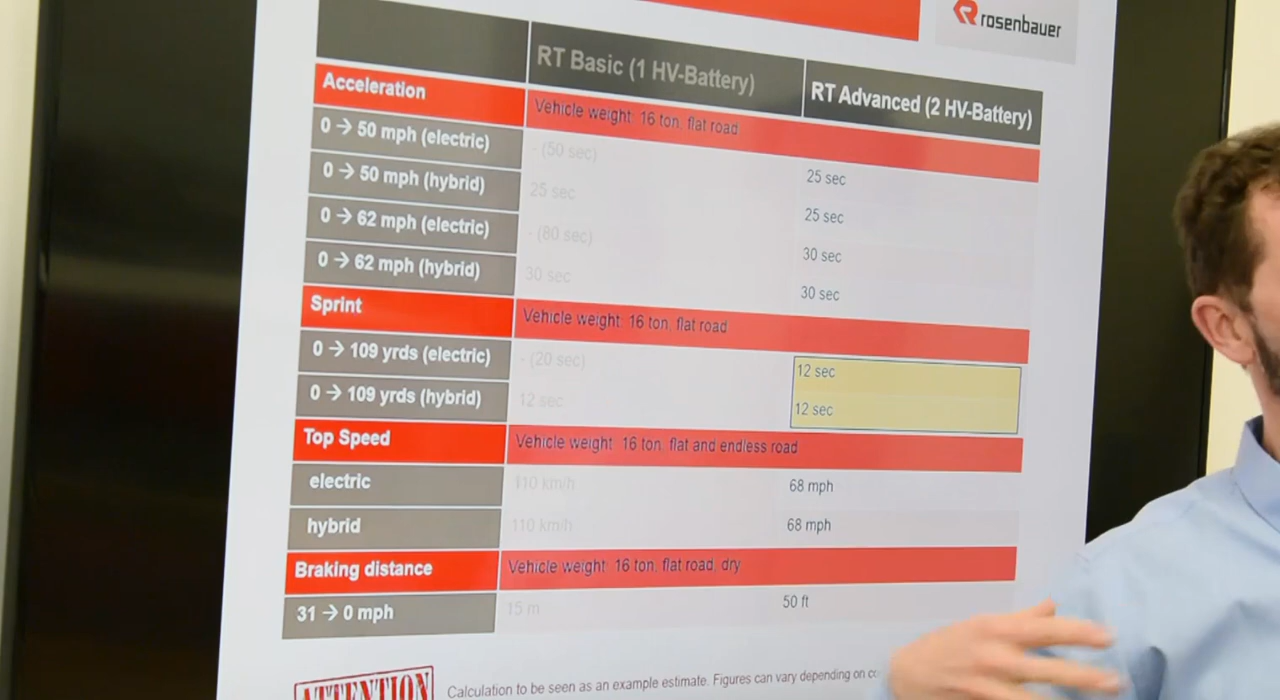 rosenbauer
RT Basic (1 HV-Battery) RT Advanced (2 HV-Battery)
Acceleration Vehicle weight: 16 ton, flat road
0 → 50 mph (electric) - (50 sec) 25 sec
0 → 50 mph (hybrid) 25 sec 25 sec
0 → 62 mph (electric) - (80 sec) 30 sec
0 → 62 mph (hybrid) 30 sec 30 sec
Sprint Vehicle weight: 16 ton, flat road
0 → 109 yrds (electric) - (20 sec) 12 sec
0 → 109 yrds (hybrid) 12 sec 12 sec
Top Speed Vehicle weight: 16 ton, flat and endless road
electric 110 km/h 68 mph
hybrid 110 km/h 68 mph
Braking distance Vehicle weight: 16 ton, flat road, dry
31 → 0 mph 15 m 50 ft
ATTENTION Calculation to be seen as an example estimate. Figures can vary depending on